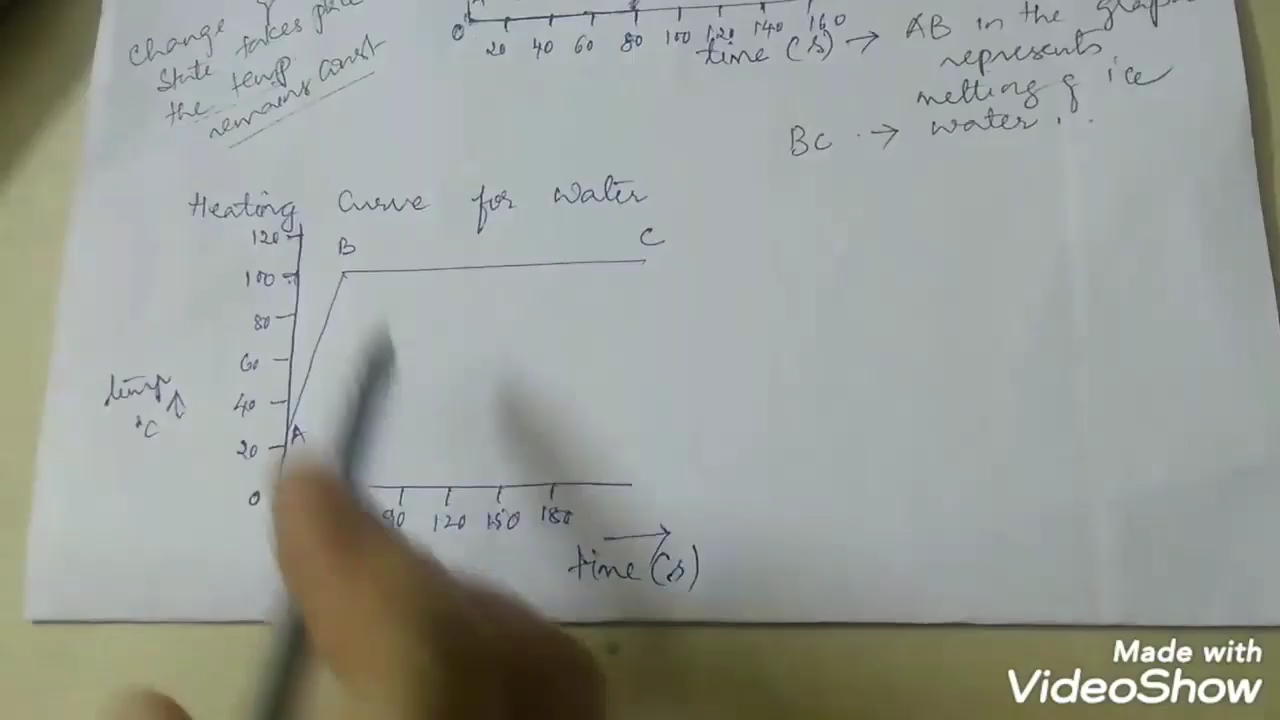 change
takes place
State
the temp
remains const
0 20 40 60 80 100 120 140 160
time (s) →
AB in the graph
represents
melting of ice
BC → water . .
Heating Curve for water
120
100
80
60
40
20
0
B
C
A
temp ↑
°C
90 120 150 180
time (s)
Made with
VideoShow